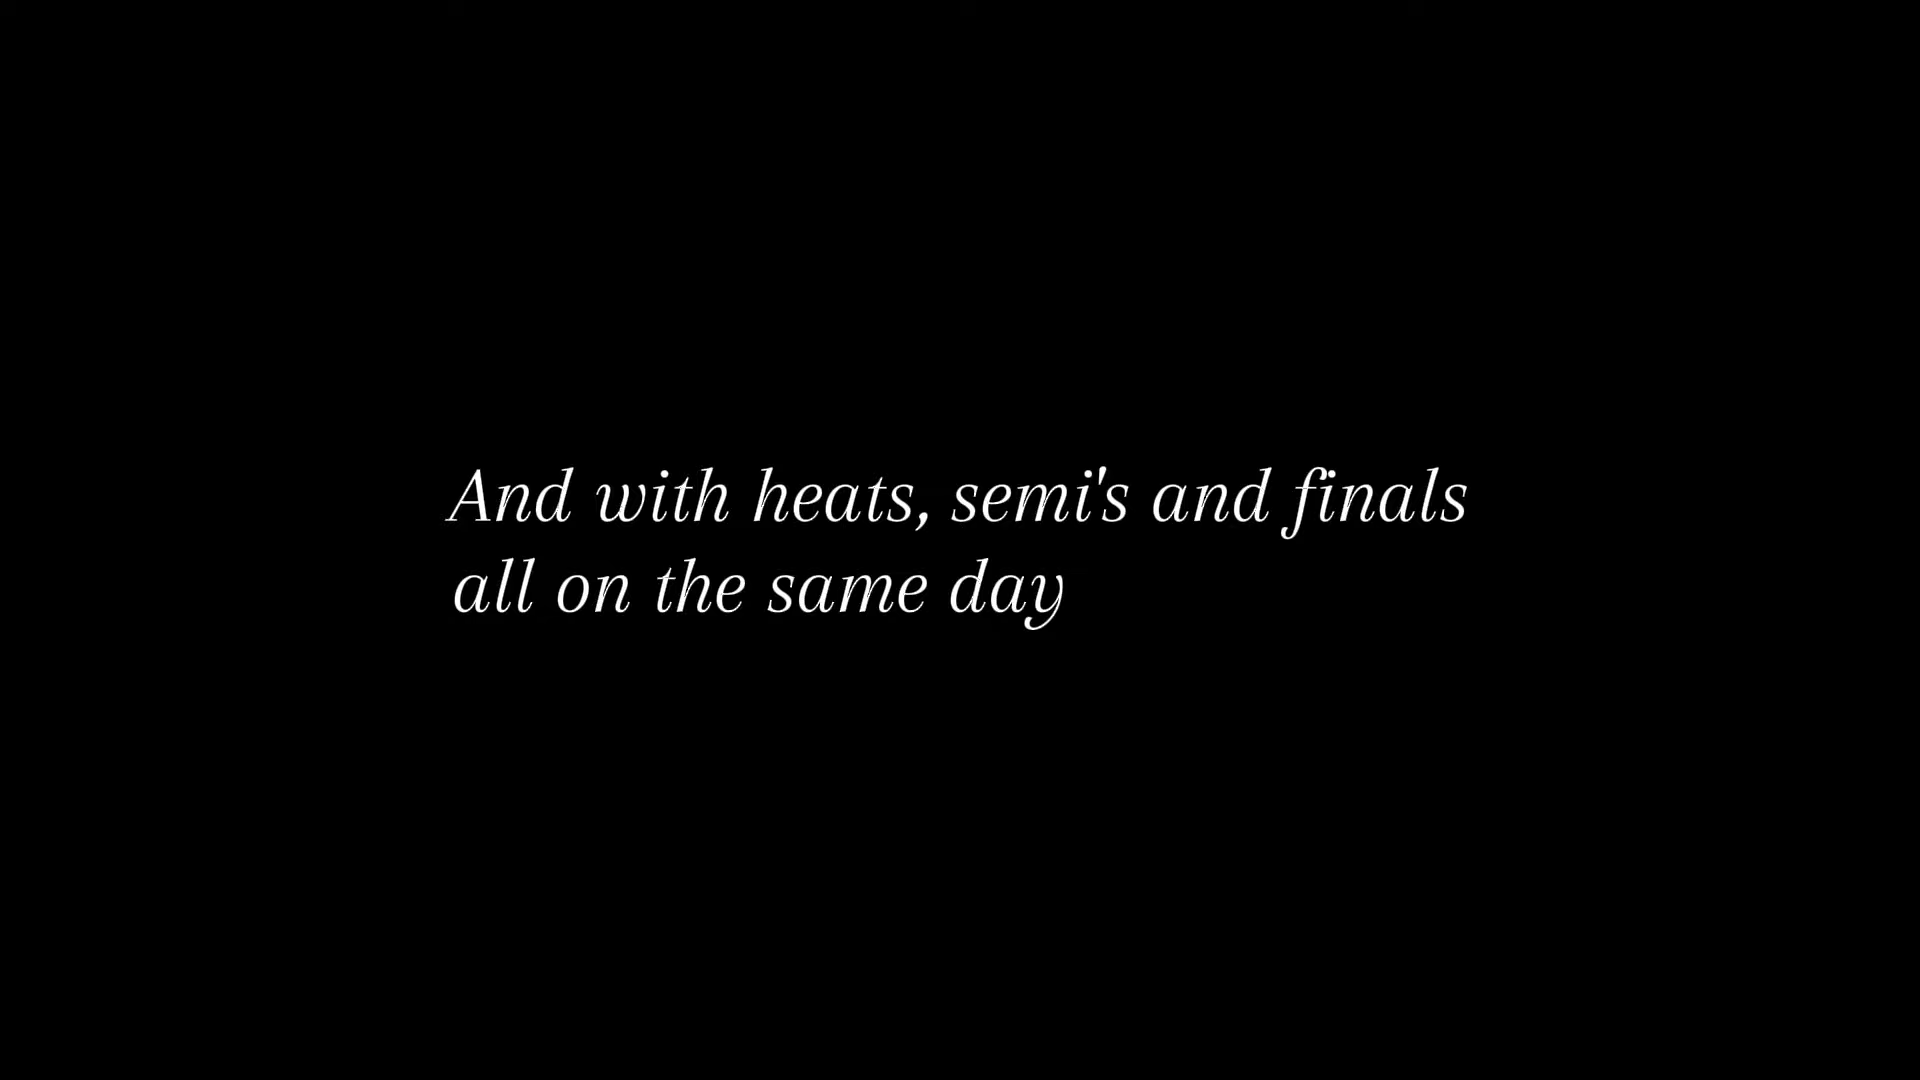 And with heats, semi's and finals
all on the same day